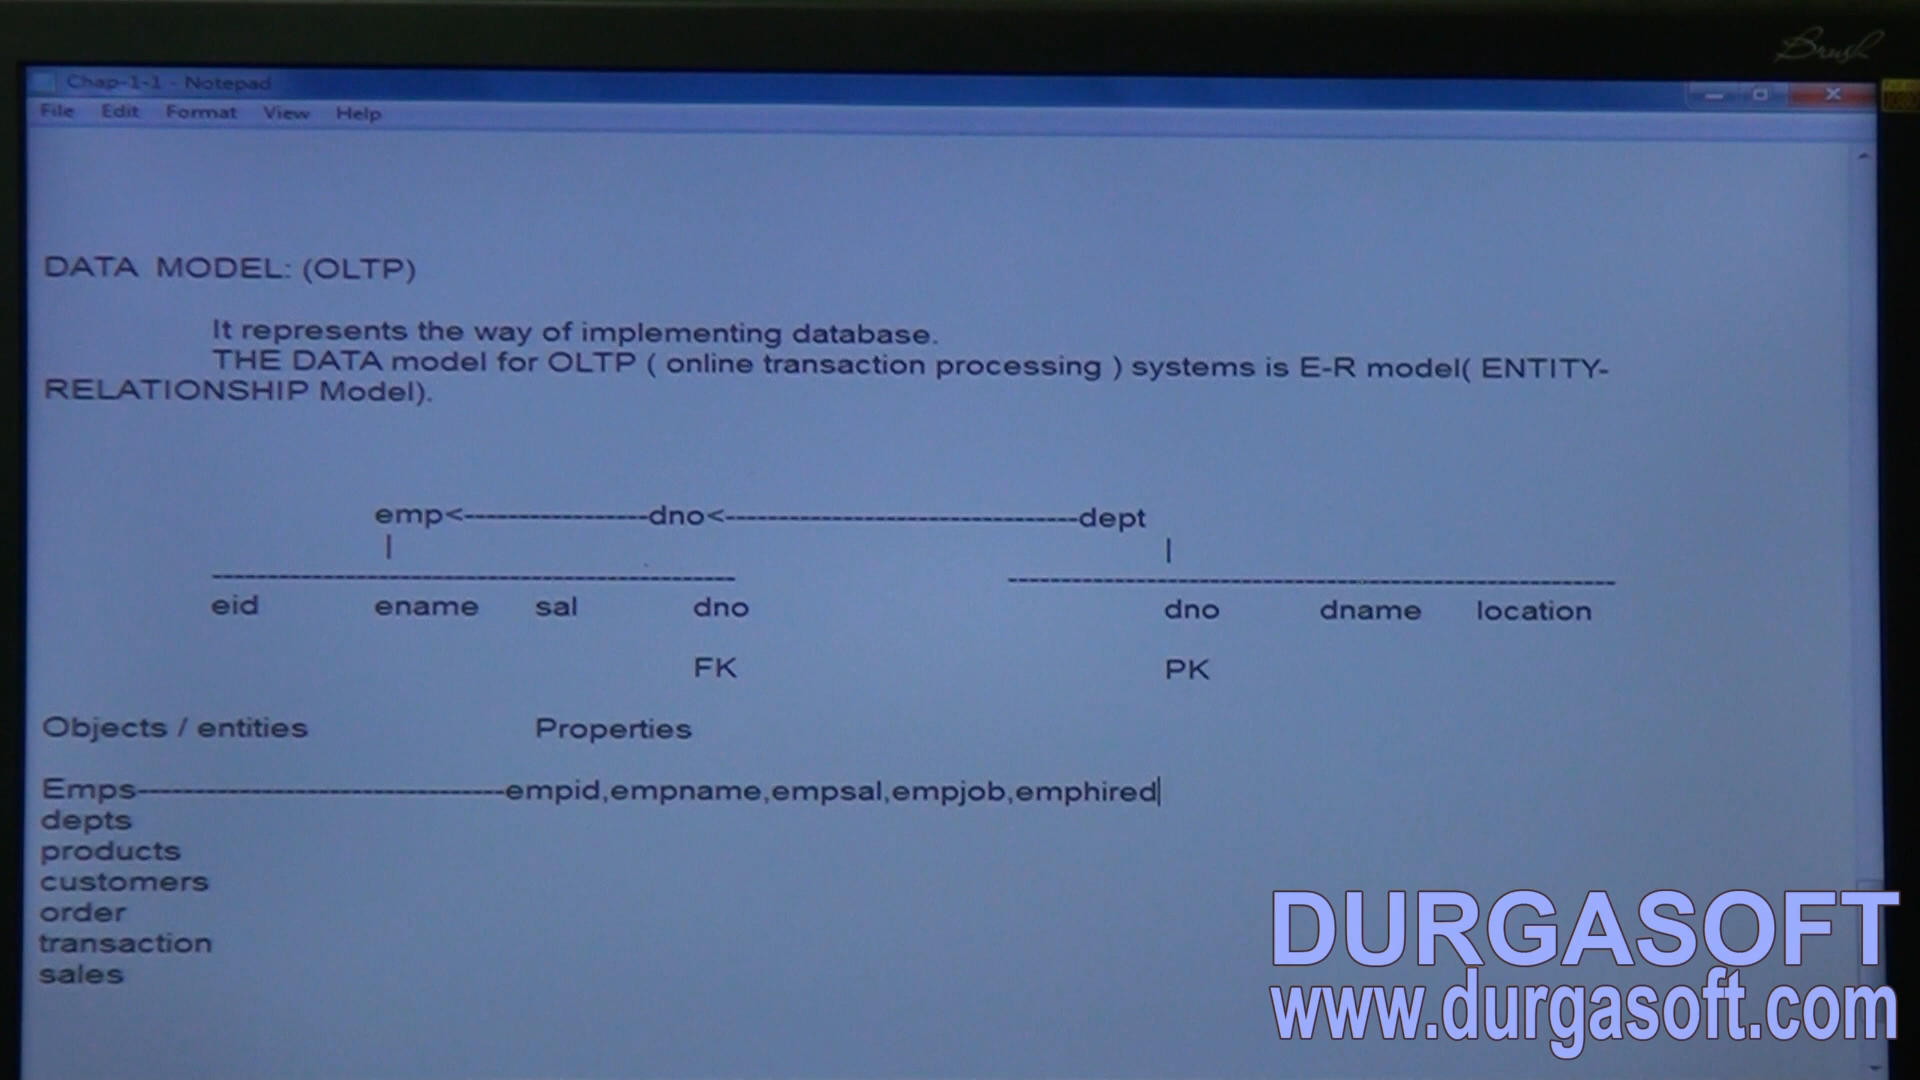 Brush
Chap-1-1 - Notepad
File Edit Format View Help
DATA MODEL: (OLTP)
It represents the way of implementing database.
THE DATA model for OLTP ( online transaction processing ) systems is E-R model( ENTITY-
RELATIONSHIP Model).
emp<--------------------dno<--------------------------------------dept
| |
--------------------------------------------------------- ------------------------------------------------------------------
eid ename sal dno dno dname location
FK PK
Objects / entities Properties
Emps----------------------------------------empid,empname,empsal,empjob,emphired
depts
products
customers
order
transaction
sales
DURGASOFT
www.durgasoft.com